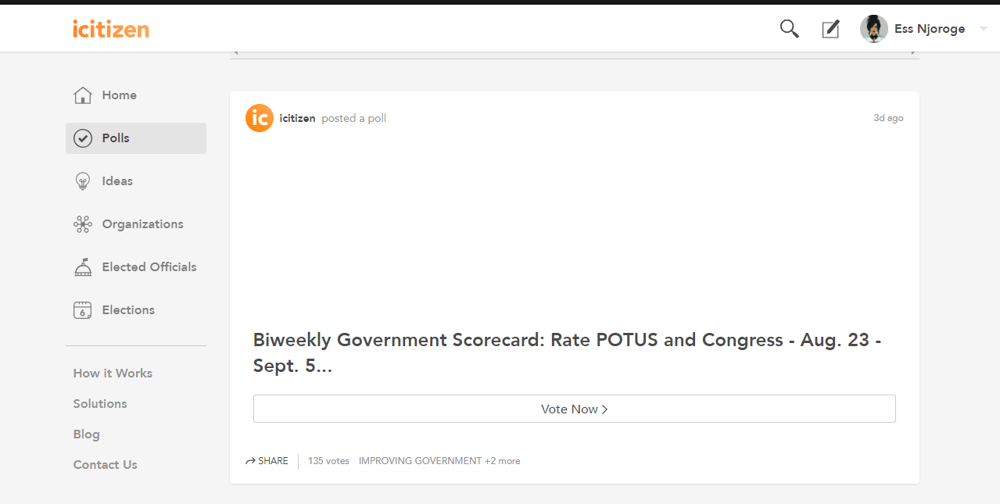 icitizen
Ess Njoroge
Home
Polls
Ideas
Organizations
Elected Officials
6
Elections
How it Works
Solutions
Blog
Contact Us
ic icitizen posted a poll
3d ago
Biweekly Government Scorecard: Rate POTUS and Congress - Aug. 23 -
Sept. 5...
Vote Now
SHARE
135 votes
IMPROVING GOVERNMENT +2 more